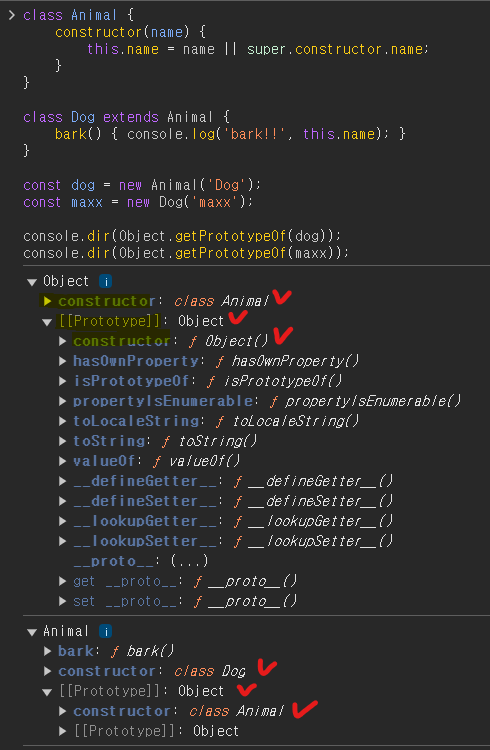 class Animal {
constructor(name) {
this.name = name || super.constructor.name;
}
}
class Dog extends Animal {
bark() { console.log('bark!!', this.name); }
}
const dog = new Animal('Dog');
const maxx = new Dog('maxx');
console.dir(Object.getPrototypeOf(dog));
console.dir(Object.getPrototypeOf(maxx));
Object i
constructor: class Animal
[[Prototype]]: Object
constructor: ƒ Object()
hasOwnProperty: ƒ hasOwnProperty()
isPrototypeOf: ƒ isPrototypeOf()
propertyIsEnumerable: ƒ propertyIsEnumerable()
toLocaleString: ƒ toLocaleString()
toString: ƒ toString()
valueOf: ƒ valueOf()
__defineGetter__: ƒ __defineGetter__()
__defineSetter__: ƒ __defineSetter__()
__lookupGetter__: ƒ __lookupGetter__()
__lookupSetter__: ƒ __lookupSetter__()
__proto__: (...)
get __proto__: ƒ __proto__()
set __proto__: ƒ __proto__()
Animal i
bark: ƒ bark()
constructor: class Dog
[[Prototype]]: Object
constructor: class Animal
[[Prototype]]: Object